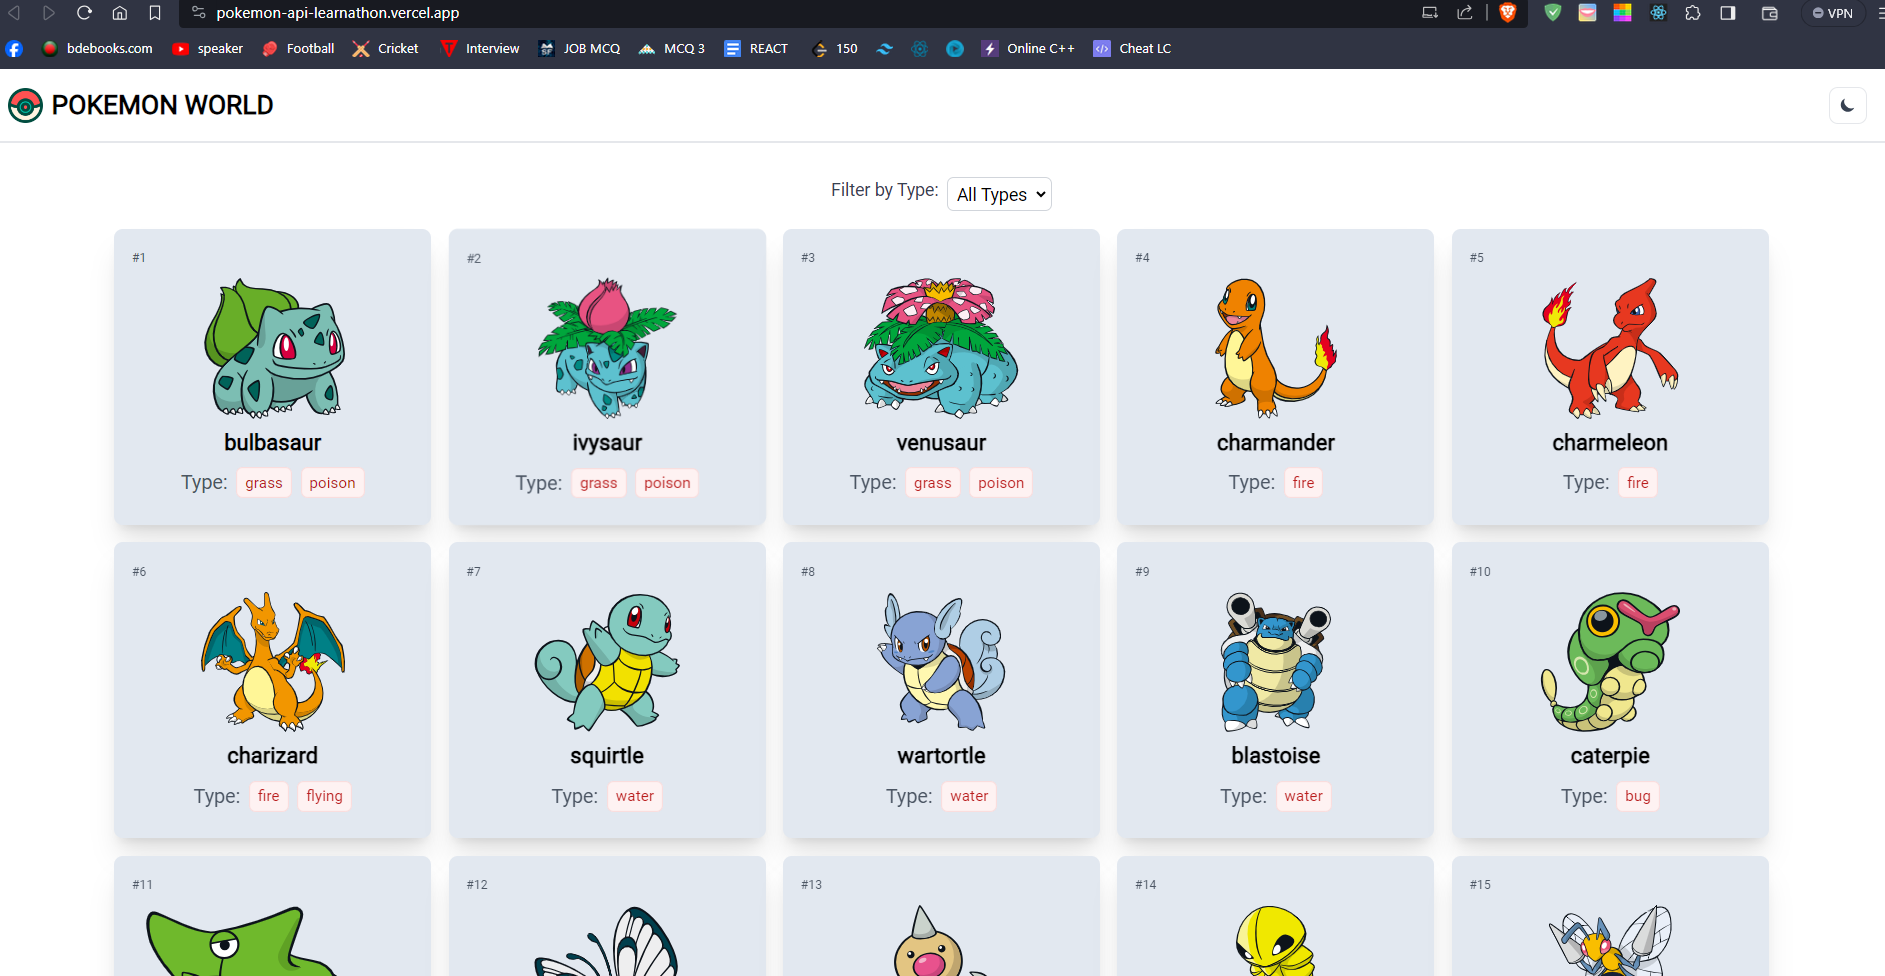 pokemon-api-learnathon.vercel.app
VPN
bdebooks.com speaker Football Cricket Interview JOB MCQ MCQ 3 REACT 150 Online C++ Cheat LC
POKEMON WORLD
Filter by Type: All Types
#1 #2 #3 #4 #5
bulbasaur ivysaur venusaur charmander charmeleon
Type: grass poison Type: grass poison Type: grass poison Type: fire Type: fire
#6 #7 #8 #9 #10
charizard squirtle wartortle blastoise caterpie
Type: fire flying Type: water Type: water Type: water Type: bug
#11 #12 #13 #14 #15